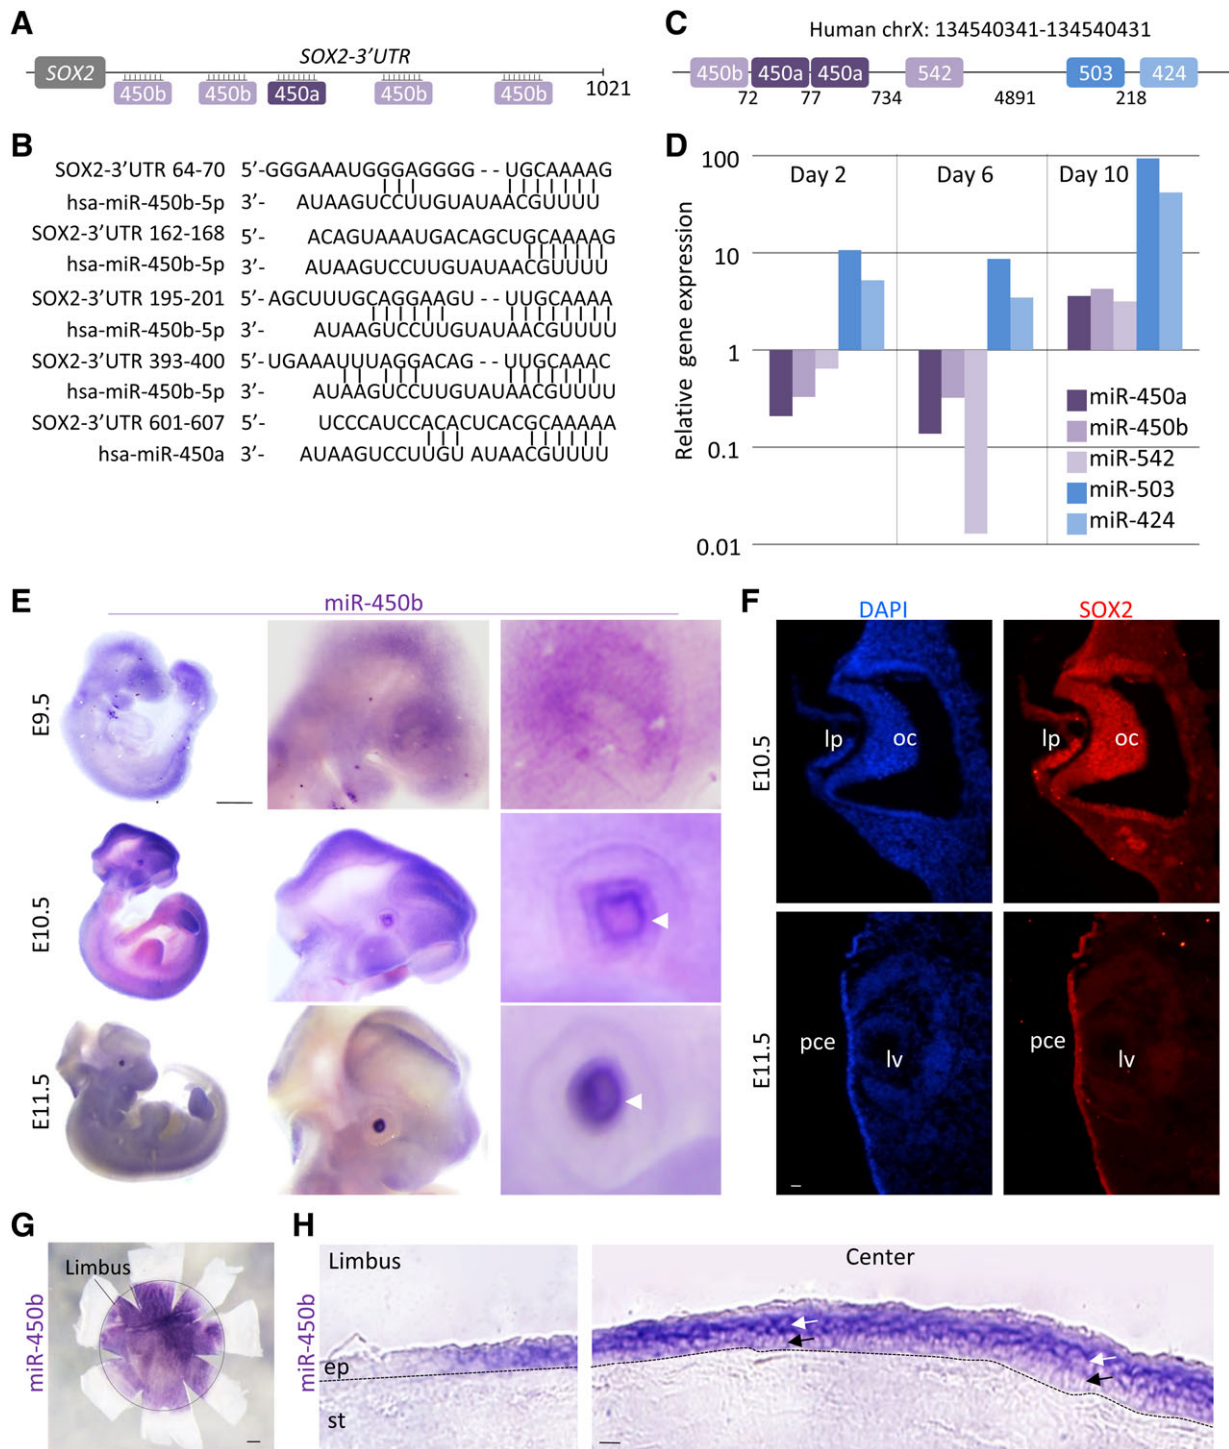 A
SOX2
SOX2-3’UTR
450b
450b
450a
450b
450b
1021
B
SOX2-3’UTR 64-70 5’-GGGAAAUGGGAGGGG - - UGCAAAAG
hsa-miR-450b-5p 3’- AUAAGUCCUUGUAUAACGUUUU
SOX2-3’UTR 162-168 5’- ACAGUAAAUGACAGCUGCAAAAG
hsa-miR-450b-5p 3’- AUAAGUCCUUGUAUAACGUUUU
SOX2-3’UTR 195-201 5’-AGCUUUGCAGGAAGU - - UUGCAAAA
hsa-miR-450b-5p 3’- AUAAGUCCUUGUAUAACGUUUU
SOX2-3’UTR 393-400 5’-UGAAAUUUAGGACAG - - UUGCAAAC
hsa-miR-450b-5p 3’- AUAAGUCCUUGUAUAACGUUUU
SOX2-3’UTR 601-607 5’- UCCCAUCCACACUCACGCAAAAA
hsa-miR-450a 3’- AUAAGUCCUUGU AUAACGUUUU
C
Human chrX: 134540341-134540431
450b 450a 450a 542 503 424
72 77 734 4891 218
D
Relative gene expression
100
10
1
0.1
0.01
Day 2 Day 6 Day 10
miR-450a
miR-450b
miR-542
miR-503
miR-424
E
miR-450b
E9.5
E10.5
E11.5
F
DAPI SOX2
E10.5
lp oc lp oc
E11.5
pce lv pce lv
G
miR-450b
Limbus
H
miR-450b
Limbus
Center
ep
st